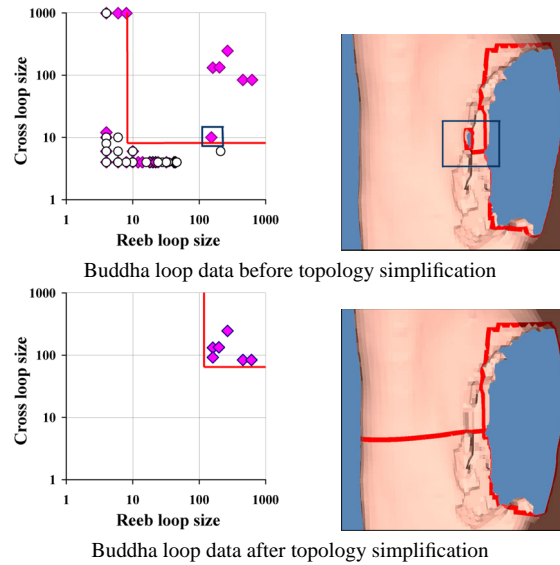 1000
100
10
1
Cross loop size
1 10 100 1000
Reeb loop size
Buddha loop data before topology simplification
1000
100
10
1
Cross loop size
1 10 100 1000
Reeb loop size
Buddha loop data after topology simplification